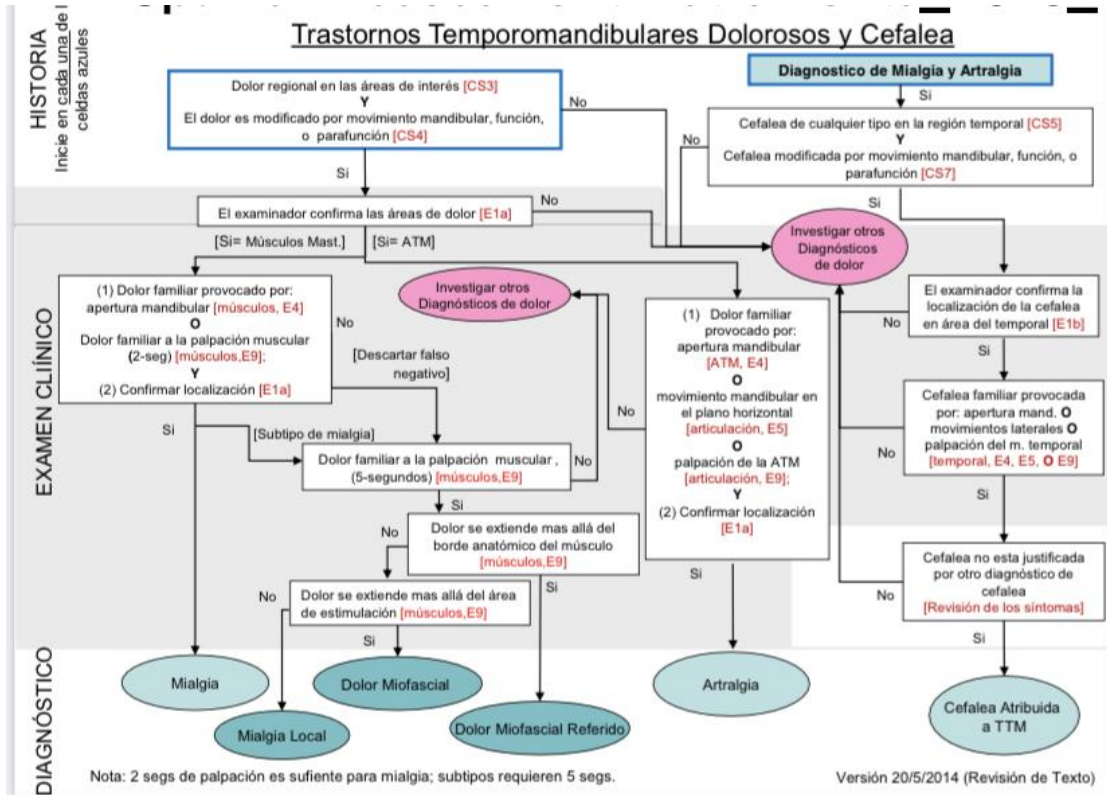 HISTORIA
Inicie en cada una de l
celdas azules
Trastornos Temporomandibulares Dolorosos y Cefalea
Dolor regional en las áreas de interés [CS3]
Y
El dolor es modificado por movimiento mandibular, función,
o parafunción [CS4]
No
Si
Diagnostico de Mialgia y Artralgia
Si
Cefalea de cualquier tipo en la región temporal [CS5]
Y
Cefalea modificada por movimiento mandibular, función, o
parafunción [CS7]
No
Si
EXAMEN CLIÍNICO
El examinador confirma las áreas de dolor [E1a]
No
[Si= Músculos Mast.]
[Si= ATM]
Investigar otros
Diagnósticos
de dolor
(1) Dolor familiar provocado por:
apertura mandibular [músculos, E4]
O
Dolor familiar a la palpación muscular
(2-seg) [músculos,E9];
Y
(2) Confirmar localización [E1a]
No
[Descartar falso
negativo]
Si
[Subtipo de mialgia]
Investigar otros
Diagnósticos de dolor
Dolor familiar a la palpación muscular ,
(5-segundos) [músculos,E9]
No
Si
Dolor se extiende mas allá del
borde anatómico del músculo
[músculos,E9]
No
Si
Dolor se extiende mas allá del área
de estimulación [músculos,E9]
No
Si
(1) Dolor familiar
provocado por:
apertura mandibular
[ATM, E4]
O
movimiento mandibular en
el plano horizontal
[articulación, E5]
O
palpación de la ATM
[articulación, E9];
Y
(2) Confirmar localización
[E1a]
No
Si
El examinador confirma la
localización de la cefalea
en área del temporal [E1b]
No
Si
Cefalea familiar provocada
por: apertura mand. O
movimientos laterales O
palpación del m. temporal
[temporal, E4, E5, O E9]
No
Si
Cefalea no esta justificada
por otro diagnóstico de
cefalea
[Revisión de los síntomas]
No
Si
DIAGNÓSTICO
Mialgia
Mialgia Local
Dolor Miofascial
Dolor Miofascial Referido
Artralgia
Cefalea Atribuida
a TTM
Nota: 2 segs de palpación es sufiente para mialgia; subtipos requieren 5 segs.
Versión 20/5/2014 (Revisión de Texto)